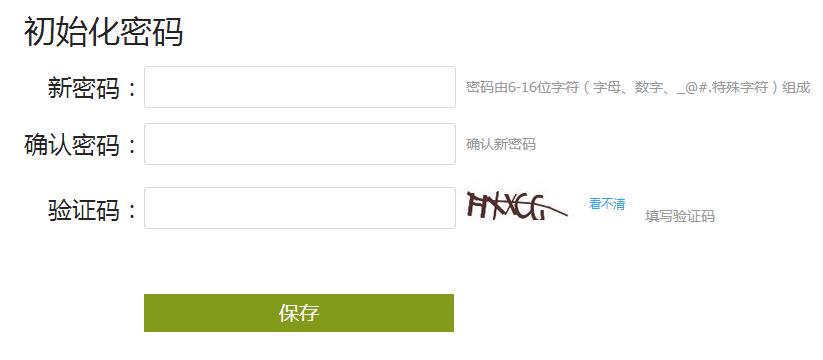 初始化密码
新密码：
密码由6-16位字符（字母、数字、_@#.特殊字符）组成
确认密码：
确认新密码
验证码：
看不清
填写验证码
保存